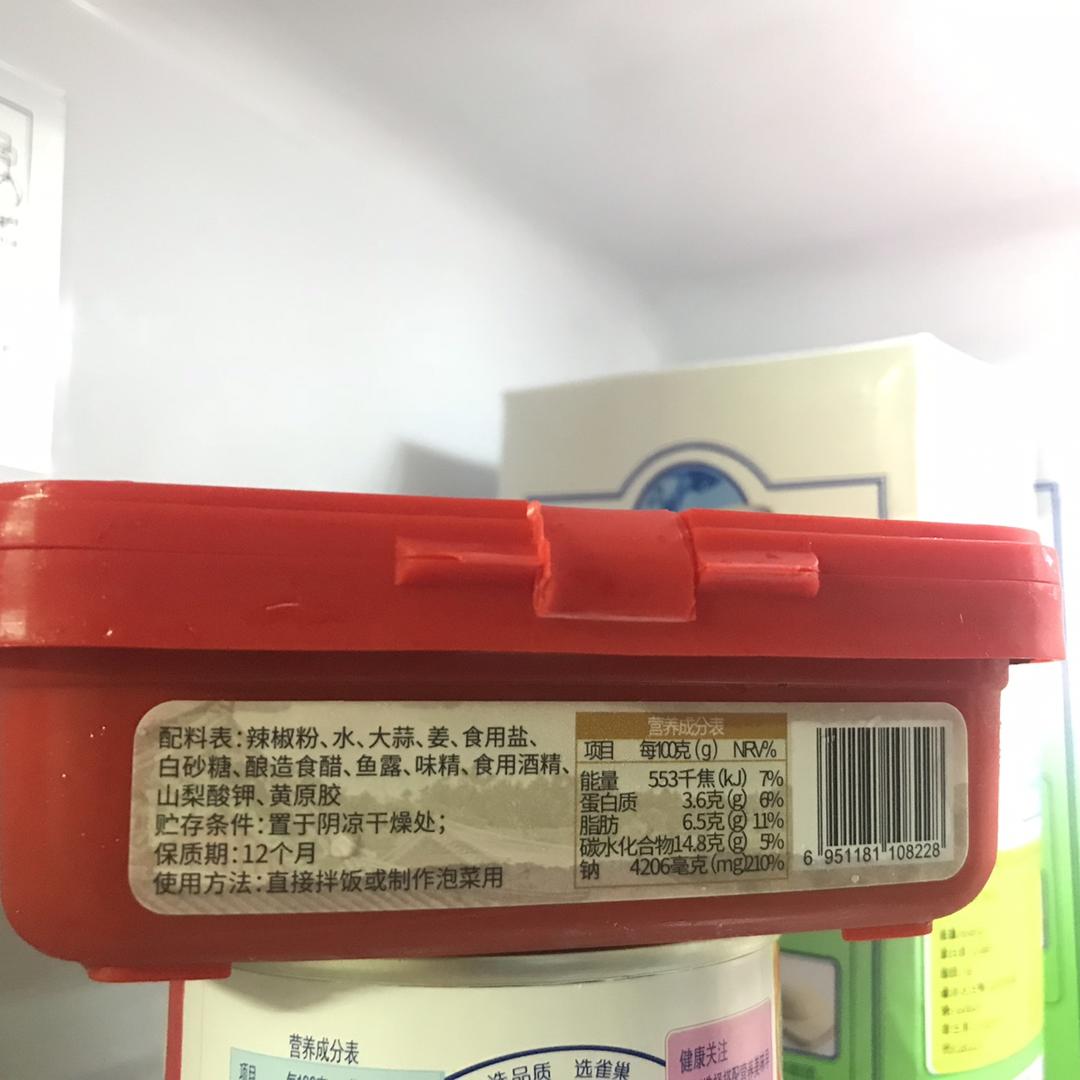 配料表：辣椒粉、水、大蒜、姜、食用盐、
白砂糖、酿造食醋、鱼露、味精、食用酒精、
山梨酸钾、黄原胶
贮存条件：置于阴凉干燥处；
保质期：12个月
使用方法：直接拌饭或制作泡菜用
营养成分表
项目 每100克(g) NRV%
能量 553千焦(kJ) 7%
蛋白质 3.6克(g) 6%
脂肪 6.5克(g) 11%
碳水化合物14.8克(g) 5%
钠 4206毫克(mg)210%
6 951181 108228
营养成分表
项目
选品质 选雀巢
健康关注